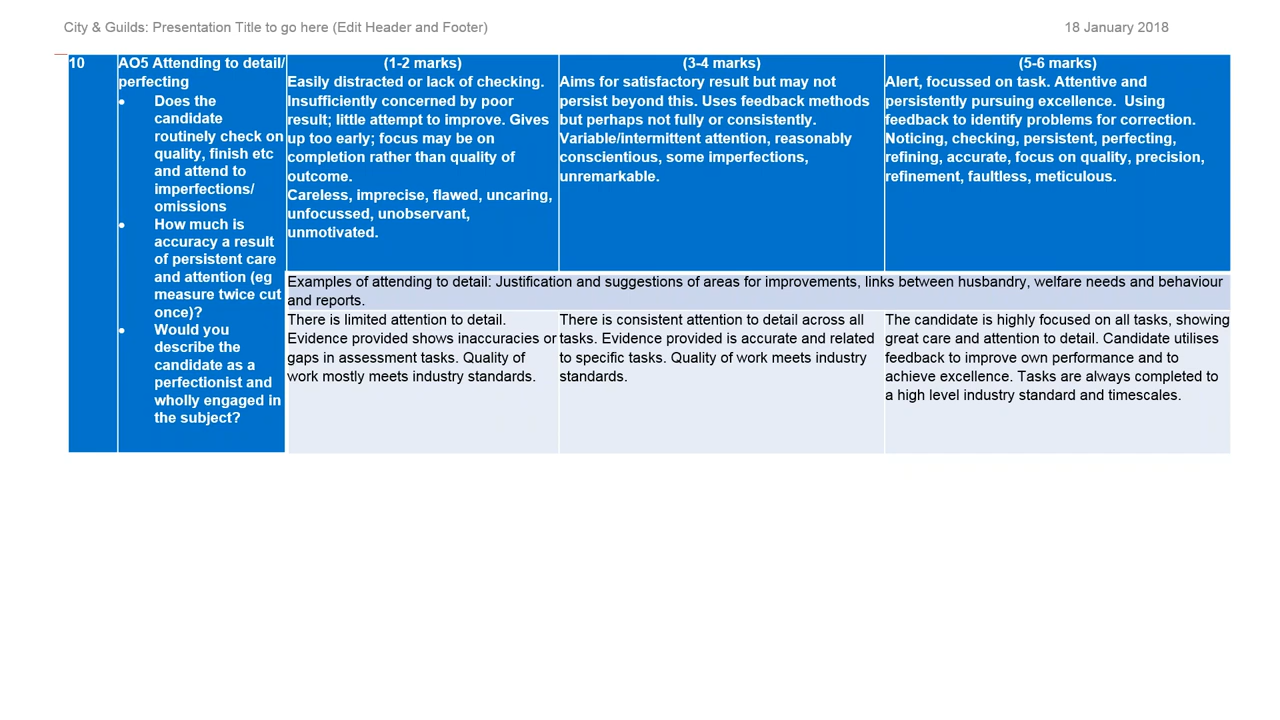 City & Guilds: Presentation Title to go here (Edit Header and Footer)
18 January 2018
10
AO5 Attending to detail/
perfecting
• Does the
candidate
routinely check on
quality, finish etc
and attend to
imperfections/
omissions
• How much is
accuracy a result
of persistent care
and attention (eg
measure twice cut
once)?
• Would you
describe the
candidate as a
perfectionist and
wholly engaged in
the subject?
(1-2 marks)
Easily distracted or lack of checking.
Insufficiently concerned by poor
result; little attempt to improve. Gives
up too early; focus may be on
completion rather than quality of
outcome.
Careless, imprecise, flawed, uncaring,
unfocussed, unobservant,
unmotivated.
(3-4 marks)
Aims for satisfactory result but may not
persist beyond this. Uses feedback methods
but perhaps not fully or consistently.
Variable/intermittent attention, reasonably
conscientious, some imperfections,
unremarkable.
(5-6 marks)
Alert, focussed on task. Attentive and
persistently pursuing excellence. Using
feedback to identify problems for correction.
Noticing, checking, persistent, perfecting,
refining, accurate, focus on quality, precision,
refinement, faultless, meticulous.
Examples of attending to detail: Justification and suggestions of areas for improvements, links between husbandry, welfare needs and behaviour
and reports.
There is limited attention to detail.
Evidence provided shows inaccuracies or
gaps in assessment tasks. Quality of
work mostly meets industry standards.
There is consistent attention to detail across all
tasks. Evidence provided is accurate and related
to specific tasks. Quality of work meets industry
standards.
The candidate is highly focused on all tasks, showing
great care and attention to detail. Candidate utilises
feedback to improve own performance and to
achieve excellence. Tasks are always completed to
a high level industry standard and timescales.